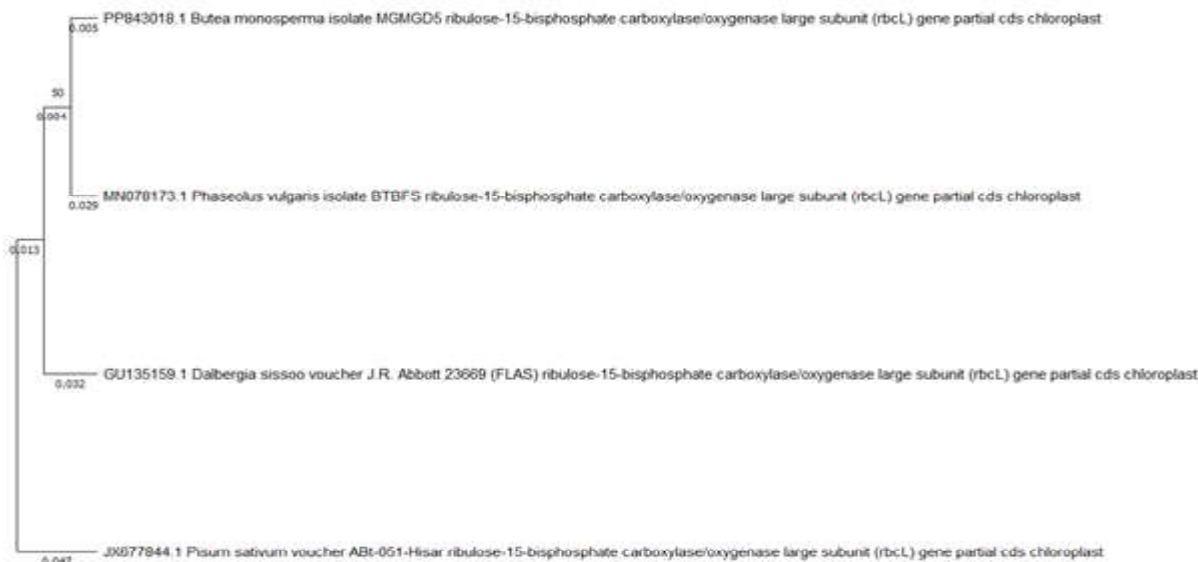 PP843018.1 Butea monosperma isolate MGMGD5 ribulose-15-bisphosphate carboxylase/oxygenase large subunit (rbcL) gene partial cds chloroplast
0.005
50
0.004
MN078173.1 Phaseolus vulgaris isolate BTBFS ribulose-15-bisphosphate carboxylase/oxygenase large subunit (rbcL) gene partial cds chloroplast
0.029
0.013
GU135159.1 Dalbergia sissoo voucher J.R. Abbott 23669 (FLAS) ribulose-15-bisphosphate carboxylase/oxygenase large subunit (rbcL) gene partial cds chloroplast
0.032
JX677844.1 Pisum sativum voucher ABt-051-Hisar ribulose-15-bisphosphate carboxylase/oxygenase large subunit (rbcL) gene partial cds chloroplast